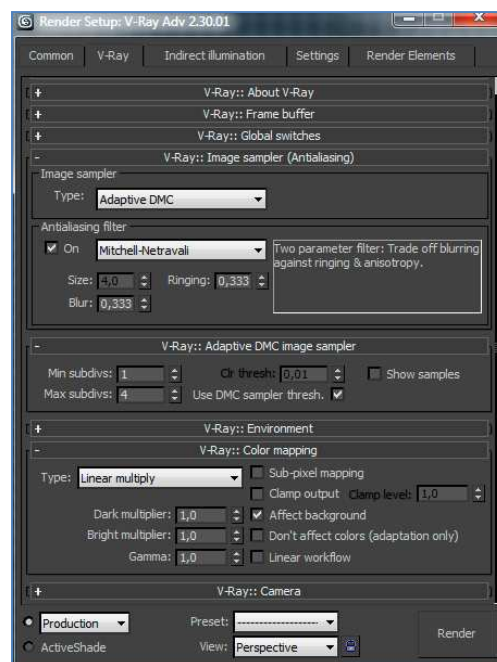 Render Setup: V-Ray Adv 2.30.01
Common V-Ray Indirect illumination Settings Render Elements
+ V-Ray:: About V-Ray
+ V-Ray:: Frame buffer
+ V-Ray:: Global switches
- V-Ray:: Image sampler (Antialiasing)
Image sampler
Type: Adaptive DMC
Antialiasing filter
On Mitchell-Netravali Two parameter filter: Trade off blurring
against ringing & anisotropy.
Size: 4,0 Ringing: 0,333
Blur: 0,333
- V-Ray:: Adaptive DMC image sampler
Min subdivs: 1 Clr thresh: 0,01 Show samples
Max subdivs: 4 Use DMC sampler thresh.
+ V-Ray:: Environment
- V-Ray:: Color mapping
Type: Linear multiply Sub-pixel mapping
Clamp output Clamp level: 1,0
Dark multiplier: 1,0 Affect background
Bright multiplier: 1,0 Don't affect colors (adaptation only)
Gamma: 1,0 Linear workflow
+ V-Ray:: Camera
Production Preset: --------------------
ActiveShade View: Perspective Render